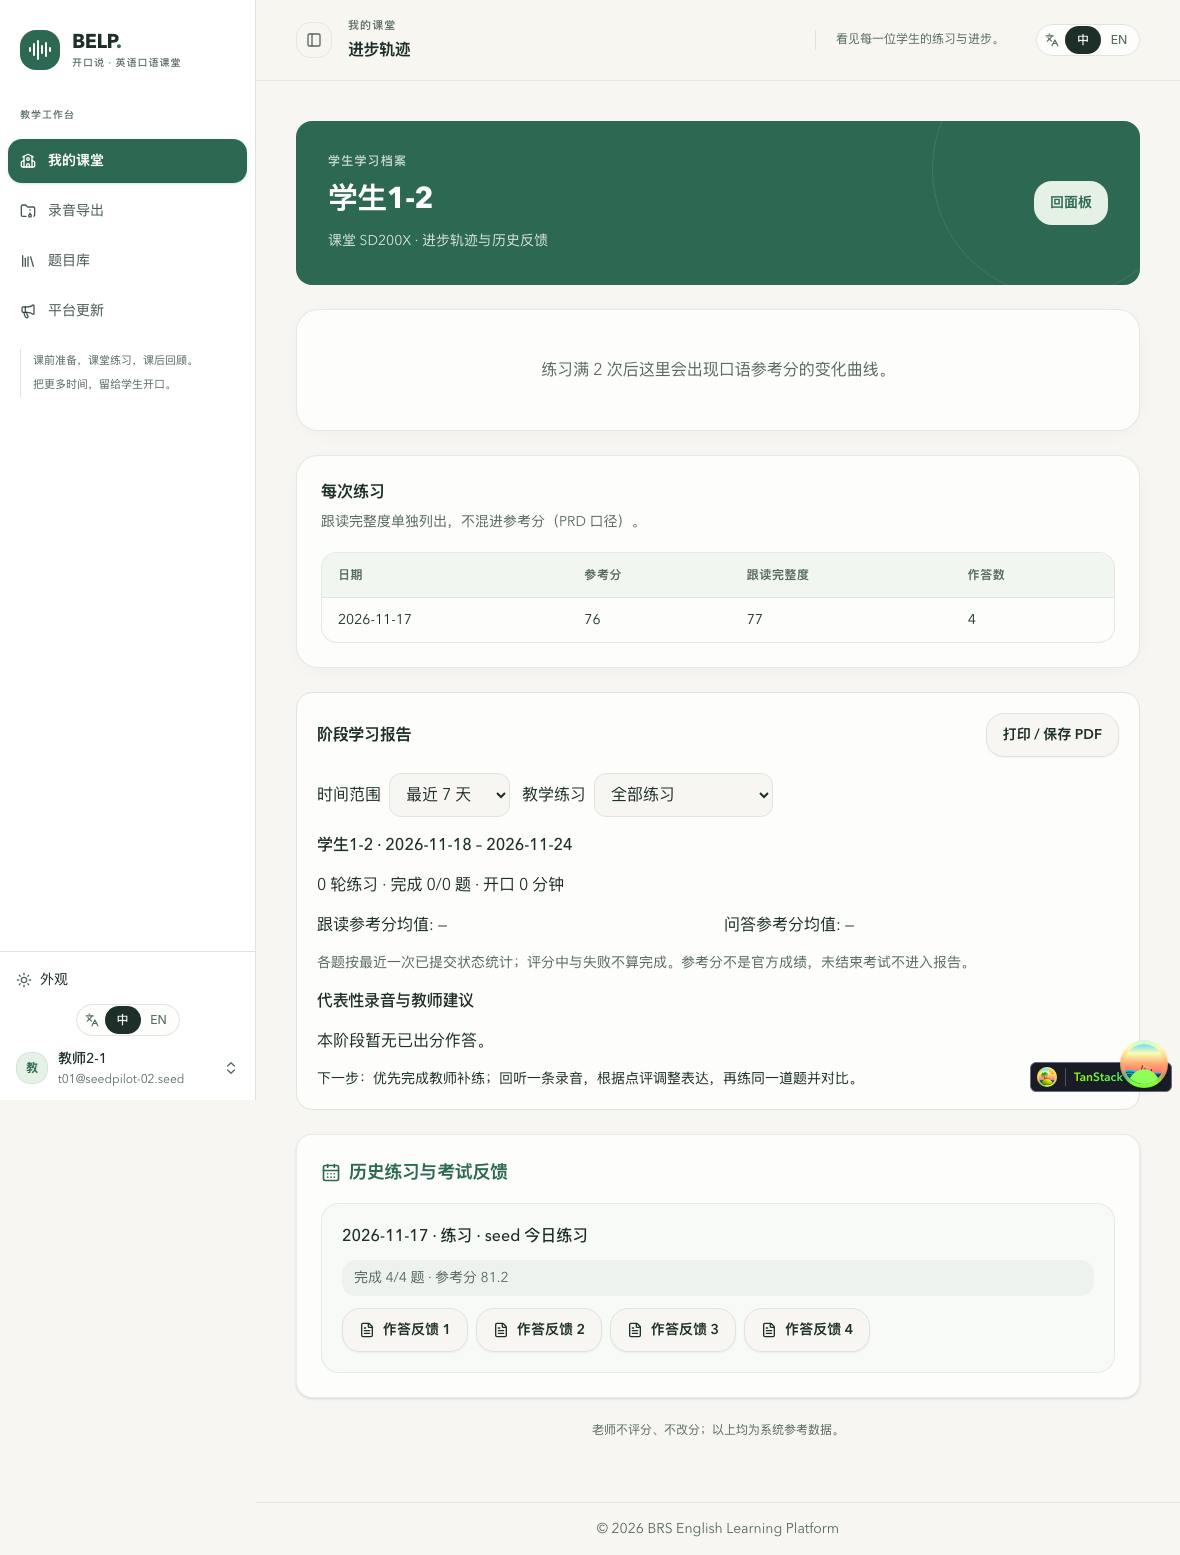 BELP.
开口说 · 英语口语课堂
教学工作台
我的课堂
录音导出
题目库
平台更新
课前准备，课堂练习，课后回顾。
把更多时间，留给学生开口。
外观
中 EN
教
教师2-1
t01@seedpilot-02.seed
我的课堂
进步轨迹
看见每一位学生的练习与进步。
中 EN
学生学习档案
学生1-2
课堂 SD200X · 进步轨迹与历史反馈
回面板
练习满 2 次后这里会出现口语参考分的变化曲线。
每次练习
跟读完整度单独列出，不混进参考分（PRD 口径）。
日期 参考分 跟读完整度 作答数
2026-11-17 76 77 4
阶段学习报告
打印 / 保存 PDF
时间范围 最近 7 天 教学练习 全部练习
学生1-2 · 2026-11-18 – 2026-11-24
0 轮练习 · 完成 0/0 题 · 开口 0 分钟
跟读参考分均值: — 问答参考分均值: —
各题按最近一次已提交状态统计；评分中与失败不算完成。参考分不是官方成绩，未结束考试不进入报告。
代表性录音与教师建议
本阶段暂无已出分作答。
下一步：优先完成教师补练；回听一条录音，根据点评调整表达，再练同一道题并对比。
TanStack
历史练习与考试反馈
2026-11-17 · 练习 · seed 今日练习
完成 4/4 题 · 参考分 81.2
作答反馈 1 作答反馈 2 作答反馈 3 作答反馈 4
老师不评分、不改分；以上均为系统参考数据。
© 2026 BRS English Learning Platform